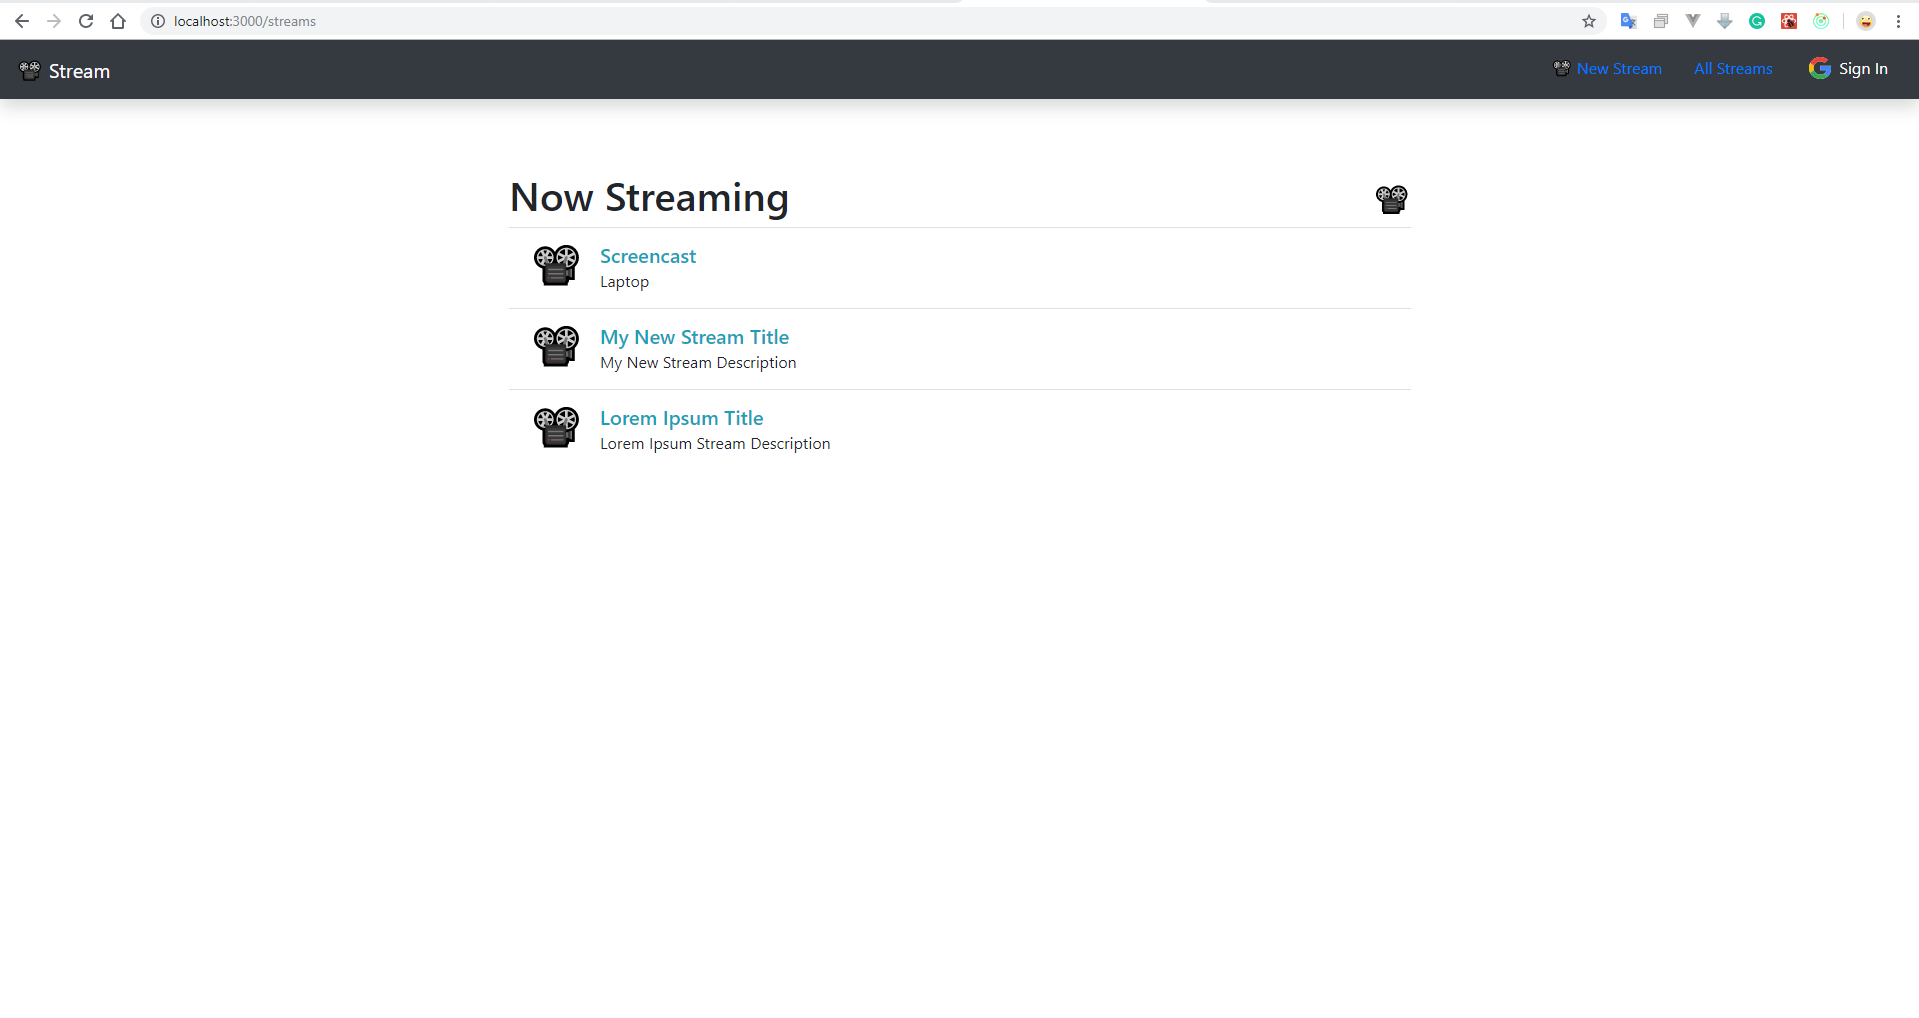 localhost:3000/streams
Stream
New Stream
All Streams
Sign In
Now Streaming
Screencast
Laptop
My New Stream Title
My New Stream Description
Lorem Ipsum Title
Lorem Ipsum Stream Description